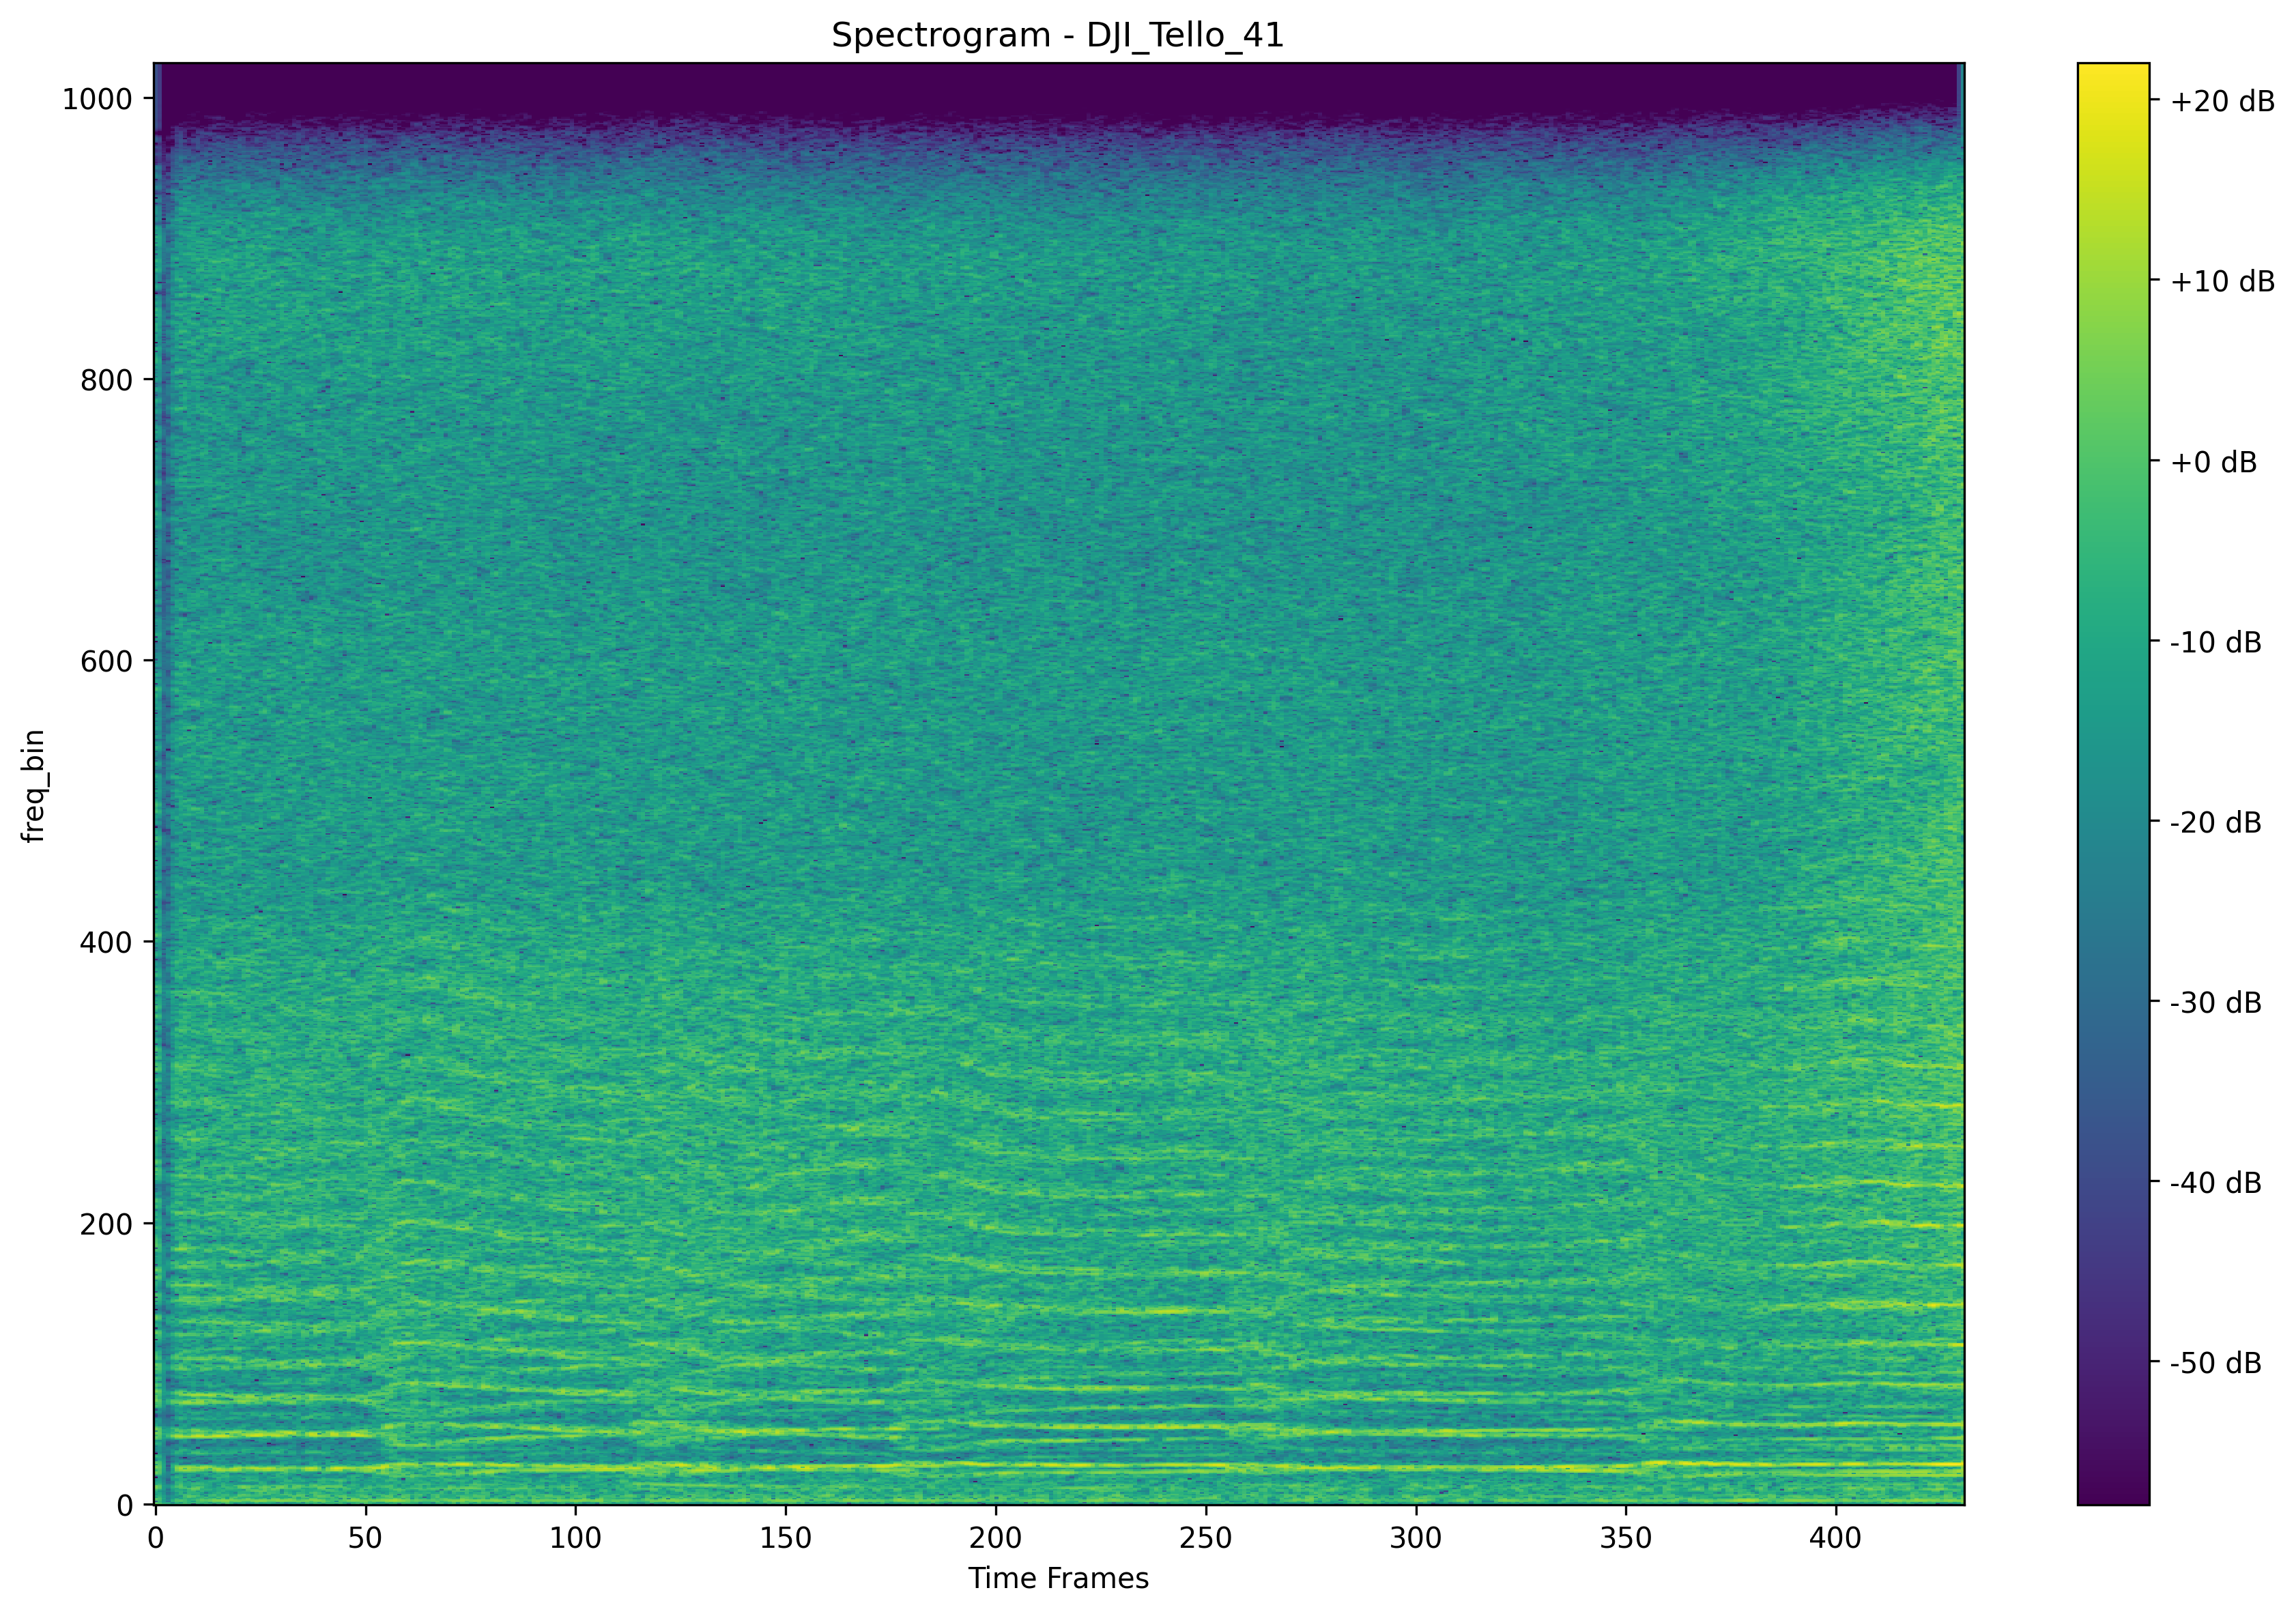 Spectrogram - DJI_Tello_41
1000
800
600
400
200
0
freq_bin
0 50 100 150 200 250 300 350 400
Time Frames
+20 dB
+10 dB
+0 dB
-10 dB
-20 dB
-30 dB
-40 dB
-50 dB